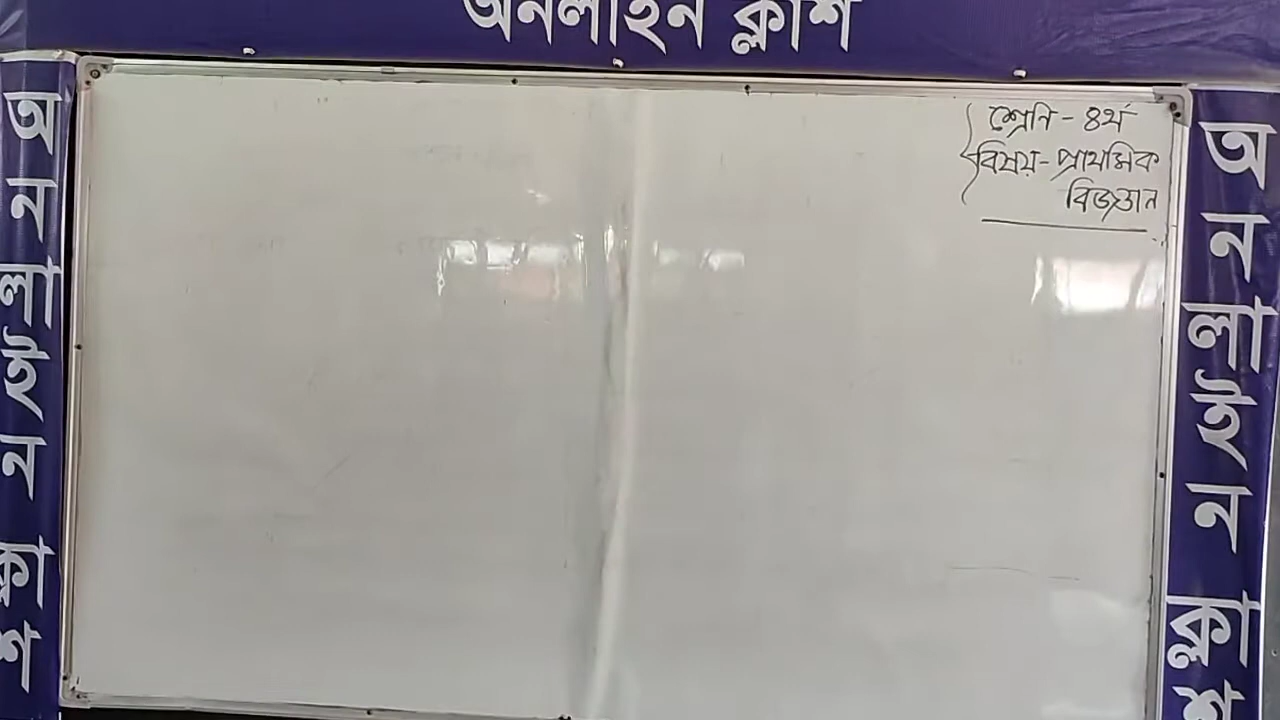 অনলাইন ক্লাশ
অনলাইন ক্লাশ
শ্রেনি - ৪র্থ
বিষয় - প্রাথমিক
বিজ্ঞান
অনলাইন ক্লাশ